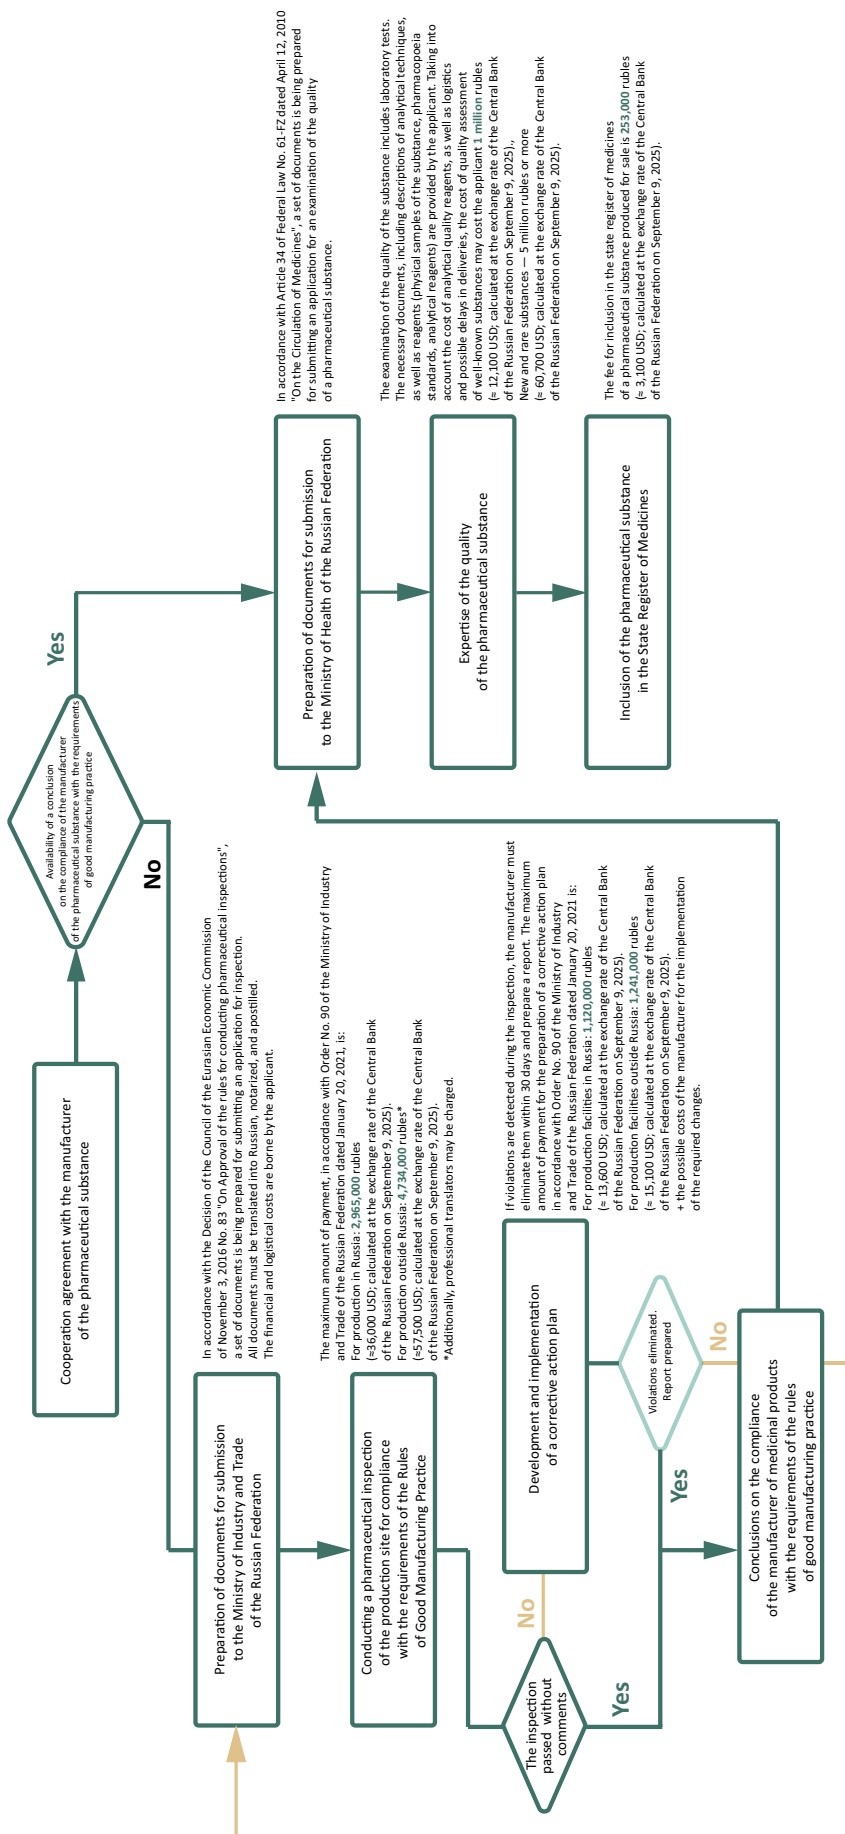 Cooperation agreement with the manufacturer
of the pharmaceutical substance
Availability of a conclusion
on the compliance of the manufacturer
of the pharmaceutical substance with the requirements
of good manufacturing practice
Yes
No
Preparation of documents for submission
to the Ministry of Industry and Trade
of the Russian Federation
In accordance with the Decision of the Council of the Eurasian Economic Commission
of November 3, 2016 No. 83 "On Approval of the rules for conducting pharmaceutical inspections",
a set of documents is being prepared for submitting an application for inspection.
All documents must be translated into Russian, notarized, and apostilled.
The financial and logistical costs are borne by the applicant.
Conducting a pharmaceutical inspection
of the production site for compliance
with the requirements of the Rules
of Good Manufacturing Practice
The maximum amount of payment, in accordance with Order No. 90 of the Ministry of Industry
and Trade of the Russian Federation dated January 20, 2021, is:
For production in Russia: 2,965,000 rubles
(≈36,000 USD; calculated at the exchange rate of the Central Bank
of the Russian Federation on September 9, 2025).
For production outside Russia: 4,734,000 rubles*
(≈57,500 USD; calculated at the exchange rate of the Central Bank
of the Russian Federation on September 9, 2025).
*Additionally, professional translators may be charged.
The inspection
passed without
comments
No
Yes
Development and implementation
of a corrective action plan
If violations are detected during the inspection, the manufacturer must
eliminate them within 30 days and prepare a report. The maximum
amount of payment for the preparation of a corrective action plan
in accordance with Order No. 90 of the Ministry of Industry
and Trade of the Russian Federation dated January 20, 2021 is:
For production facilities in Russia: 1,120,000 rubles
(≈ 13,600 USD; calculated at the exchange rate of the Central Bank
of the Russian Federation on September 9, 2025).
For production facilities outside Russia: 1,241,000 rubles
(≈ 15,100 USD; calculated at the exchange rate of the Central Bank
of the Russian Federation on September 9, 2025).
+ the possible costs of the manufacturer for the implementation
of the required changes.
Violations eliminated.
Report prepared
Yes
No
Conclusions on the compliance
of the manufacturer of medicinal products
with the requirements of the rules
of good manufacturing practice
Preparation of documents for submission
to the Ministry of Health of the Russian Federation
In accordance with Article 34 of Federal Law No. 61-FZ dated April 12, 2010
"On the Circulation of Medicines", a set of documents is being prepared
for submitting an application for an examination of the quality
of a pharmaceutical substance.
Expertise of the quality
of the pharmaceutical substance
The examination of the quality of the substance includes laboratory tests.
The necessary documents, including descriptions of analytical techniques,
as well as reagents (physical samples of the substance, pharmacopoeia
standards, analytical reagents) are provided by the applicant. Taking into
account the cost of analytical quality reagents, as well as logistics
and possible delays in deliveries, the cost of quality assessment
of well-known substances may cost the applicant 1 million rubles
(≈ 12,100 USD; calculated at the exchange rate of the Central Bank
of the Russian Federation on September 9, 2025).,
New and rare substances — 5 million rubles or more
(≈ 60,700 USD; calculated at the exchange rate of the Central Bank
of the Russian Federation on September 9, 2025).
Inclusion of the pharmaceutical substance
in the State Register of Medicines
The fee for inclusion in the state register of medicines
of a pharmaceutical substance produced for sale is 253,000 rubles
(≈ 3,100 USD; calculated at the exchange rate of the Central Bank
of the Russian Federation on September 9, 2025).